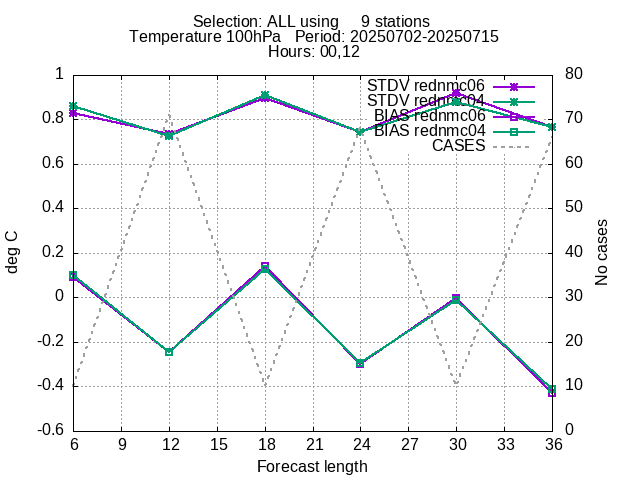 Selection: ALL using     9 stations
Temperature 100hPa   Period: 20250702-20250715
Hours: 00,12
STDV rednmc06
STDV rednmc04
BIAS rednmc06
BIAS rednmc04
CASES
1
0.8
0.6
0.4
0.2
0
-0.2
-0.4
-0.6
deg C
80
70
60
50
40
30
20
10
0
No cases
6 9 12 15 18 21 24 27 30 33 36
Forecast length